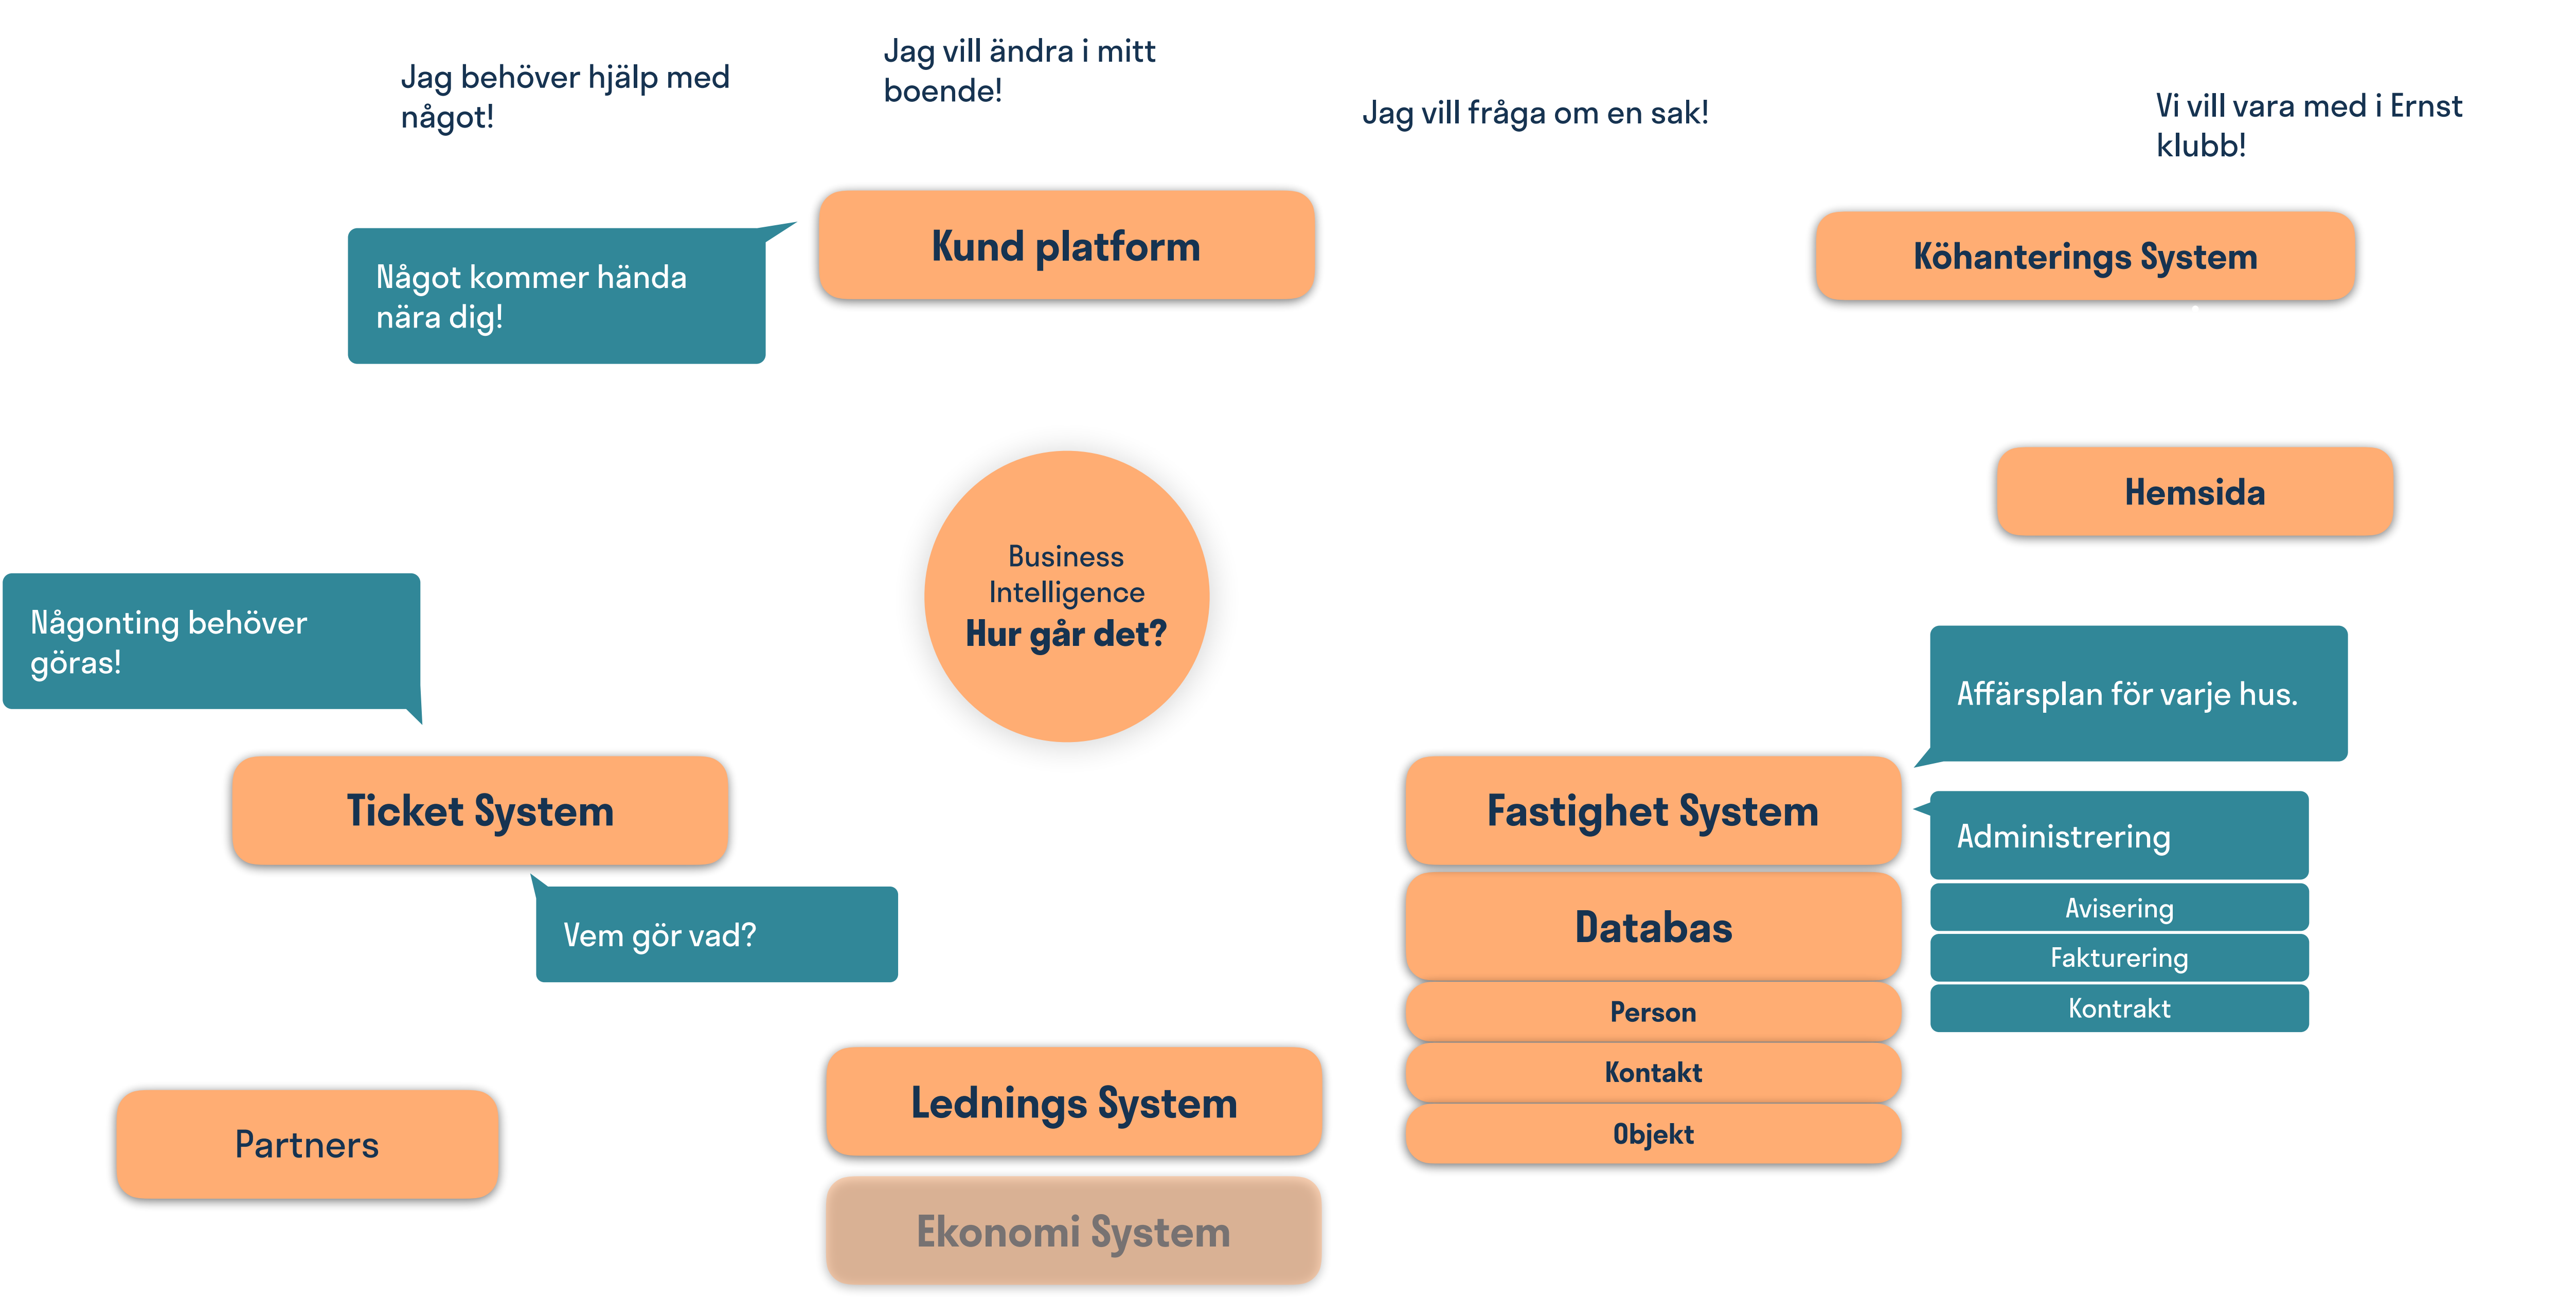 Jag behöver hjälp med
något!
Jag vill ändra i mitt
boende!
Jag vill fråga om en sak!
Vi vill vara med i Ernst
klubb!
Något kommer hända
nära dig!
Kund platform
Köhanterings System
Hemsida
Business
Intelligence
Hur går det?
Någonting behöver
göras!
Ticket System
Vem gör vad?
Partners
Lednings System
Ekonomi System
Fastighet System
Databas
Person
Kontakt
Objekt
Affärsplan för varje hus.
Administrering
Avisering
Fakturering
Kontrakt